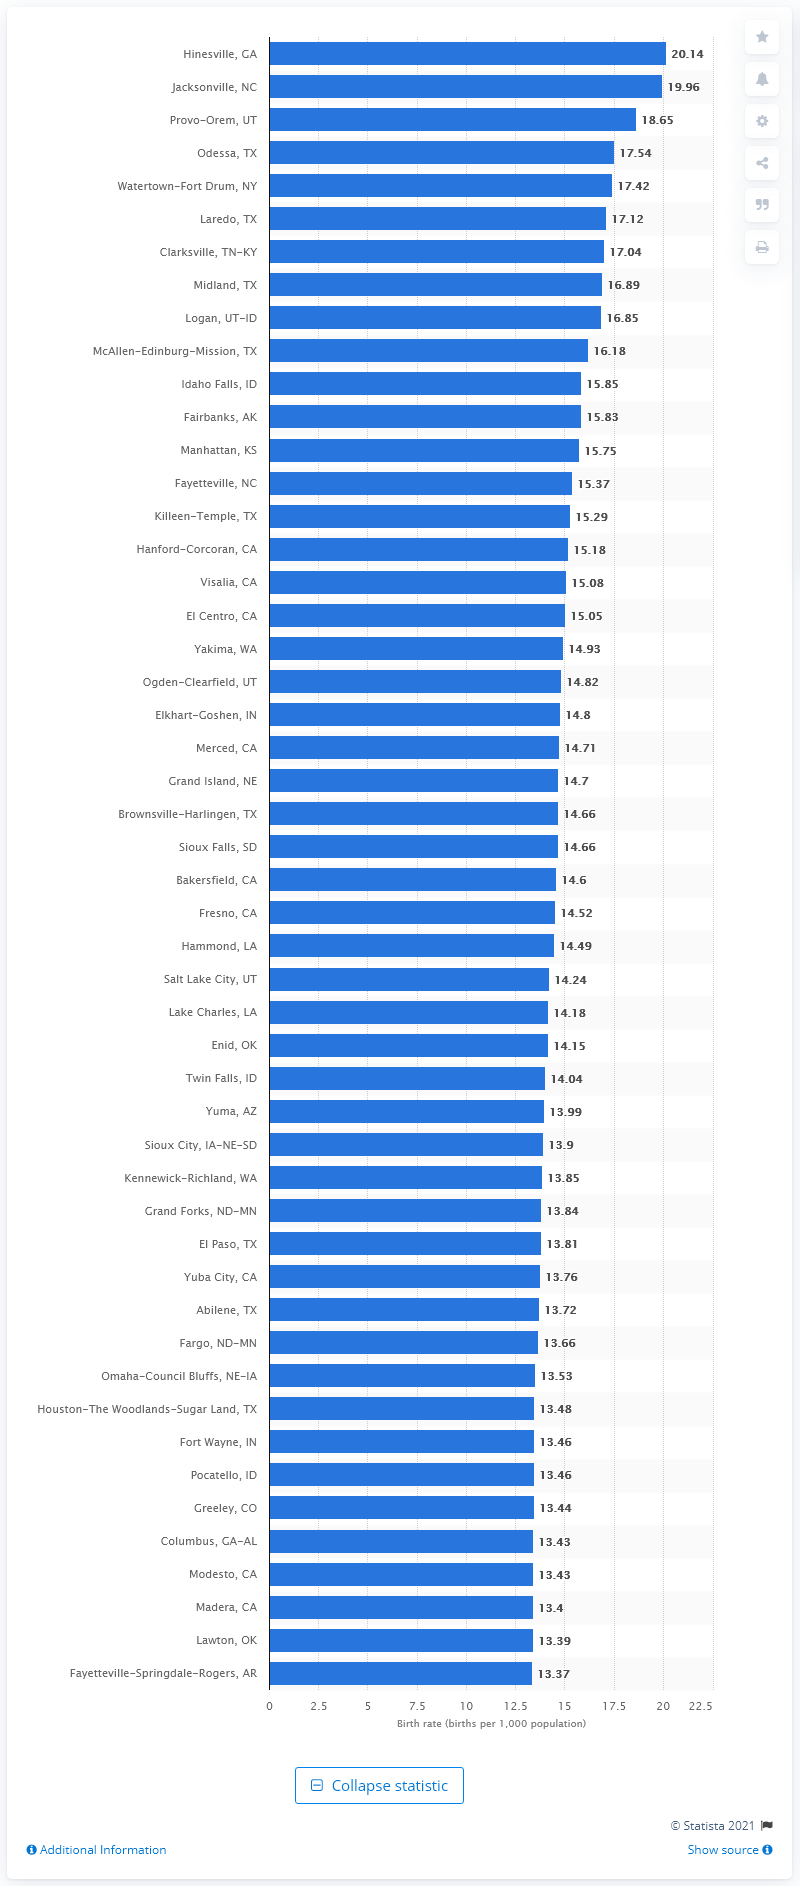 Hinesville, GA 20.14
Jacksonville, NC 19.96
Provo-Orem, UT 18.65
Odessa, TX 17.54
Watertown-Fort Drum, NY 17.42
Laredo, TX 17.12
Clarksville, TN-KY 17.04
Midland, TX 16.89
Logan, UT-ID 16.85
McAllen-Edinburg-Mission, TX 16.18
Idaho Falls, ID 15.85
Fairbanks, AK 15.83
Manhattan, KS 15.75
Fayetteville, NC 15.37
Killeen-Temple, TX 15.29
Hanford-Corcoran, CA 15.18
Visalia, CA 15.08
El Centro, CA 15.05
Yakima, WA 14.93
Ogden-Clearfield, UT 14.82
Elkhart-Goshen, IN 14.8
Merced, CA 14.71
Grand Island, NE 14.7
Brownsville-Harlingen, TX 14.66
Sioux Falls, SD 14.66
Bakersfield, CA 14.6
Fresno, CA 14.52
Hammond, LA 14.49
Salt Lake City, UT 14.24
Lake Charles, LA 14.18
Enid, OK 14.15
Twin Falls, ID 14.04
Yuma, AZ 13.99
Sioux City, IA-NE-SD 13.9
Kennewick-Richland, WA 13.85
Grand Forks, ND-MN 13.84
El Paso, TX 13.81
Yuba City, CA 13.76
Abilene, TX 13.72
Fargo, ND-MN 13.66
Omaha-Council Bluffs, NE-IA 13.53
Houston-The Woodlands-Sugar Land, TX 13.48
Fort Wayne, IN 13.46
Pocatello, ID 13.46
Greeley, CO 13.44
Columbus, GA-AL 13.43
Modesto, CA 13.43
Madera, CA 13.4
Lawton, OK 13.39
Fayetteville-Springdale-Rogers, AR 13.37
0 2.5 5 7.5 10 12.5 15 17.5 20 22.5
Birth rate (births per 1,000 population)
Collapse statistic
© Statista 2021
Additional Information Show source